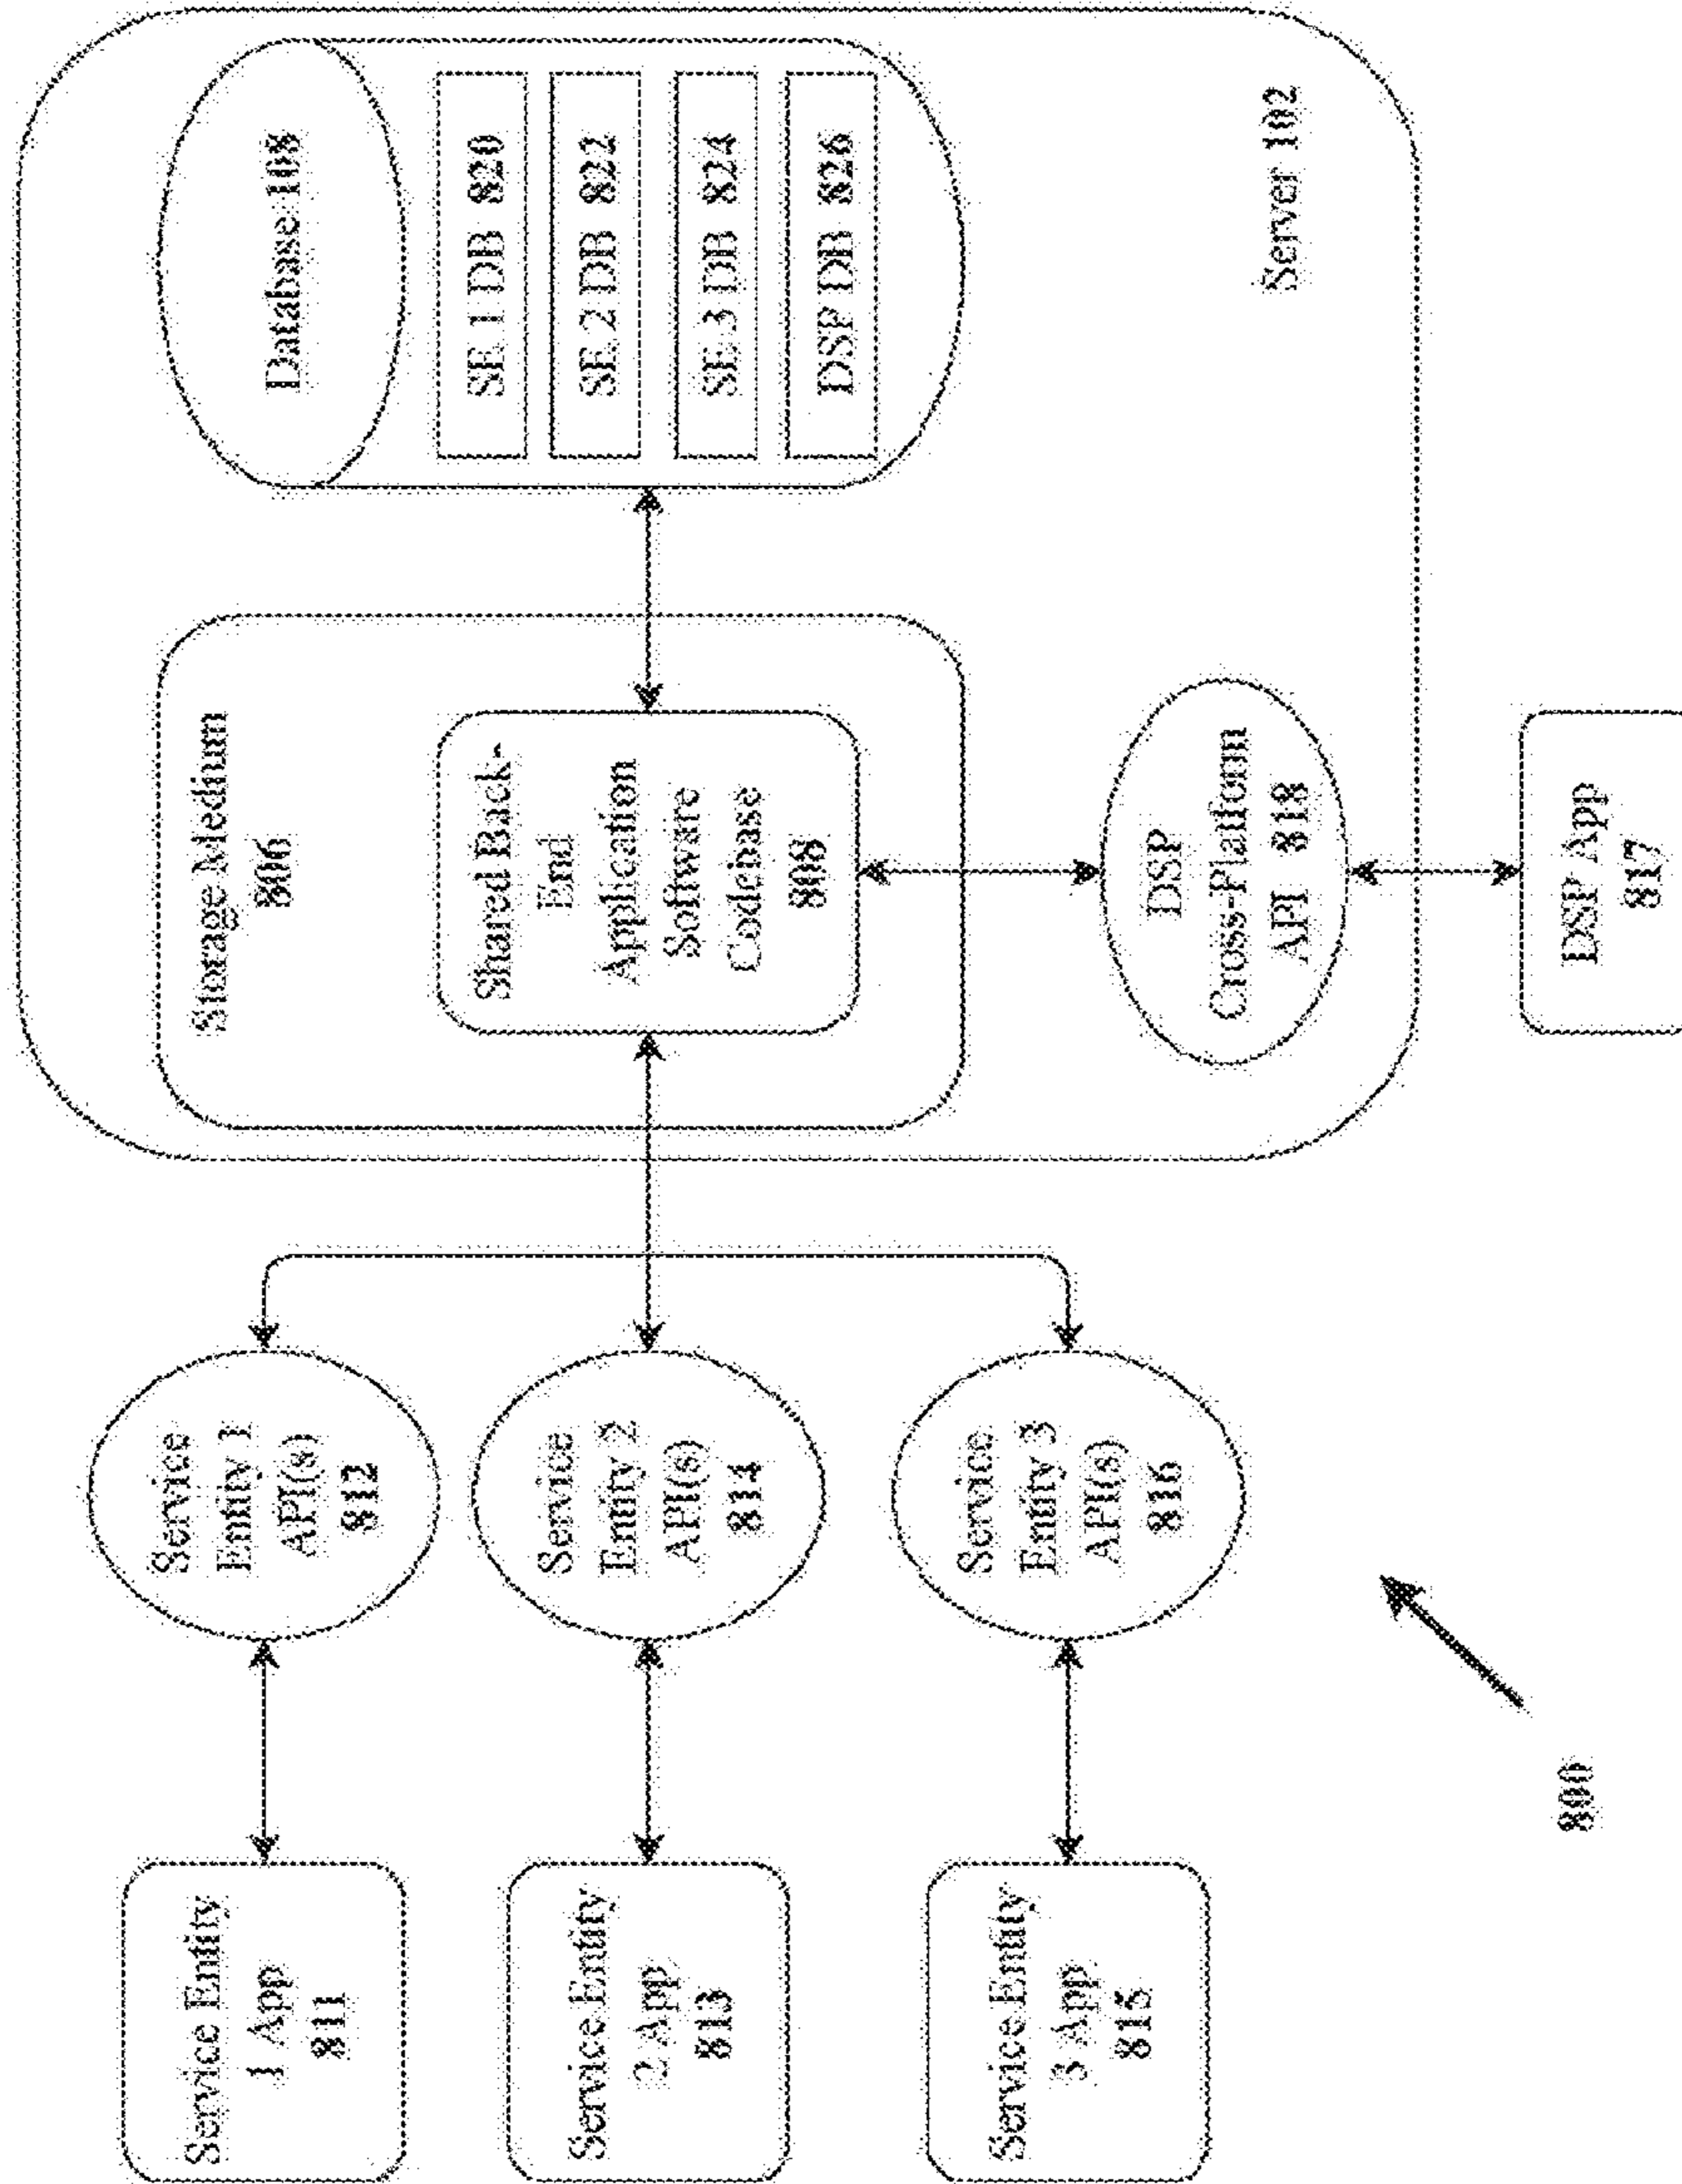 Service Entity
1 App
811
Service
Entity 1
API(s)
812
Storage Medium
806
Database 108
Service Entity
2 App
813
Service
Entity 2
API(s)
814
Shared Back-
End
Application
Software
Codebase
808
SE 1 DB 820
SE 2 DB 822
SE 3 DB 824
DSP DB 826
Service Entity
3 App
815
Service
Entity 3
API(s)
816
DSP
Cross-Platform
API 818
Server 102
800
DSP App
817